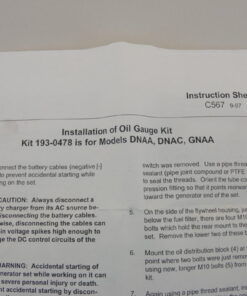 Instruction Shee
C567 9-07
Installation of Oil Gauge Kit
Kit 193-0478 is for Models DNAA, DNAC, GNAA
connect the battery cables (negative [-]
to prevent accidental starting while
on the set.
CAUTION: Always disconnect a
ry charger from its AC source be-
disconnecting the battery cables.
wise, disconnecting the cables can
in voltage spikes high enough to
ge the DC control circuits of the
WARNING: Accidental starting of
enerator set while working on it can
severe personal injury or death.
nt accidental starting by discon-
switch was removed. Use a pipe thread
sealant (pipe joint compound or PTFE
to seal the threads. Orient the tube co
pression fitting so that it points
toward the generator end of the set.
5. On the side of the flywheel housing, ju
below the fuel filter, there are four M10
bolts which hold the rear mount to the
set. Remove the lower two of these b
6. Mount the oil distribution block (4) at
point where two bolts were just remov
using new, longer M10 bolts (5) from
kit.
7. Again using a pipe thread sealant,